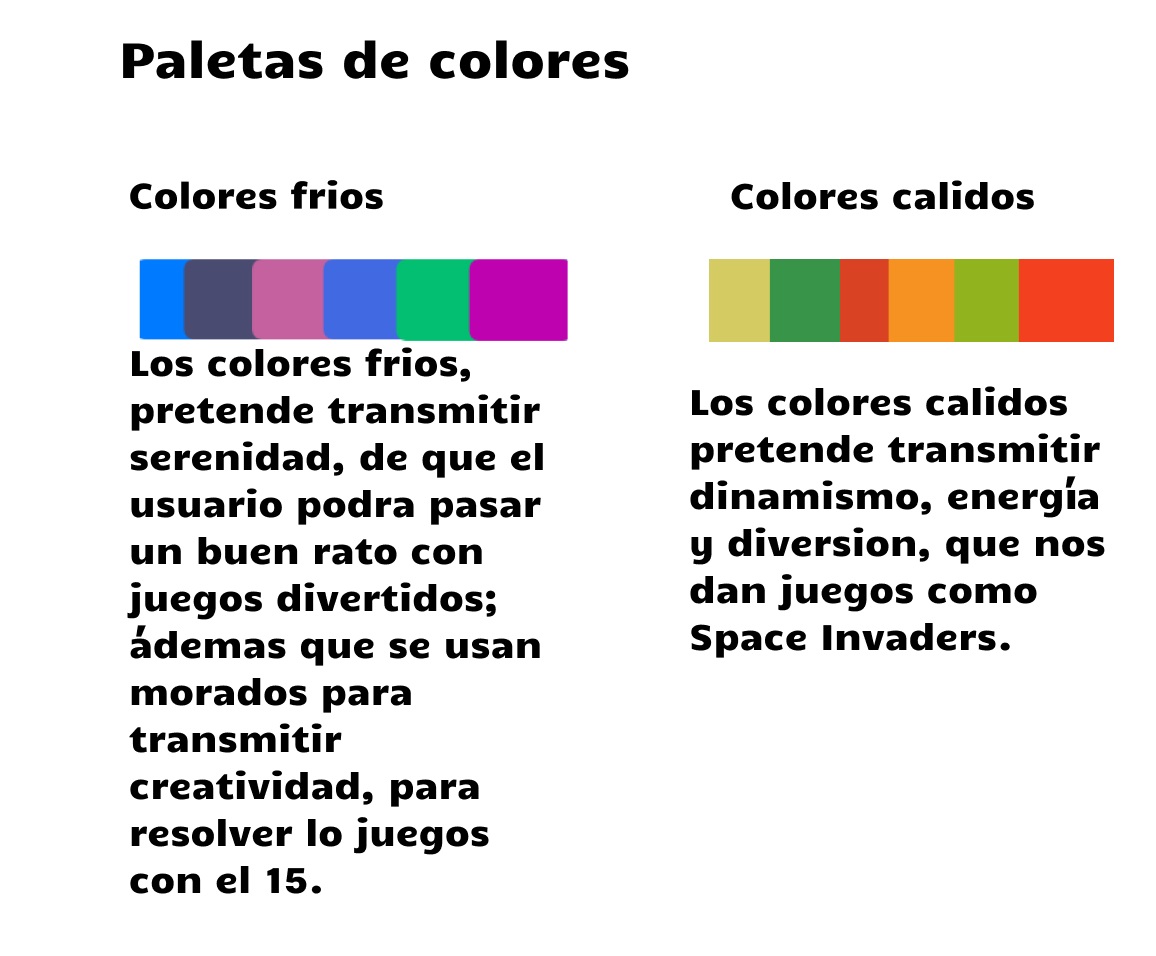 Paletas de colores
Colores frios
Los colores frios,
pretende transmitir
serenidad, de que el
usuario podra pasar
un buen rato con
juegos divertidos;
ádemas que se usan
morados para
transmitir
creatividad, para
resolver lo juegos
con el 15.
Colores calidos
Los colores calidos
pretende transmitir
dinamismo, energía
y diversion, que nos
dan juegos como
Space Invaders.